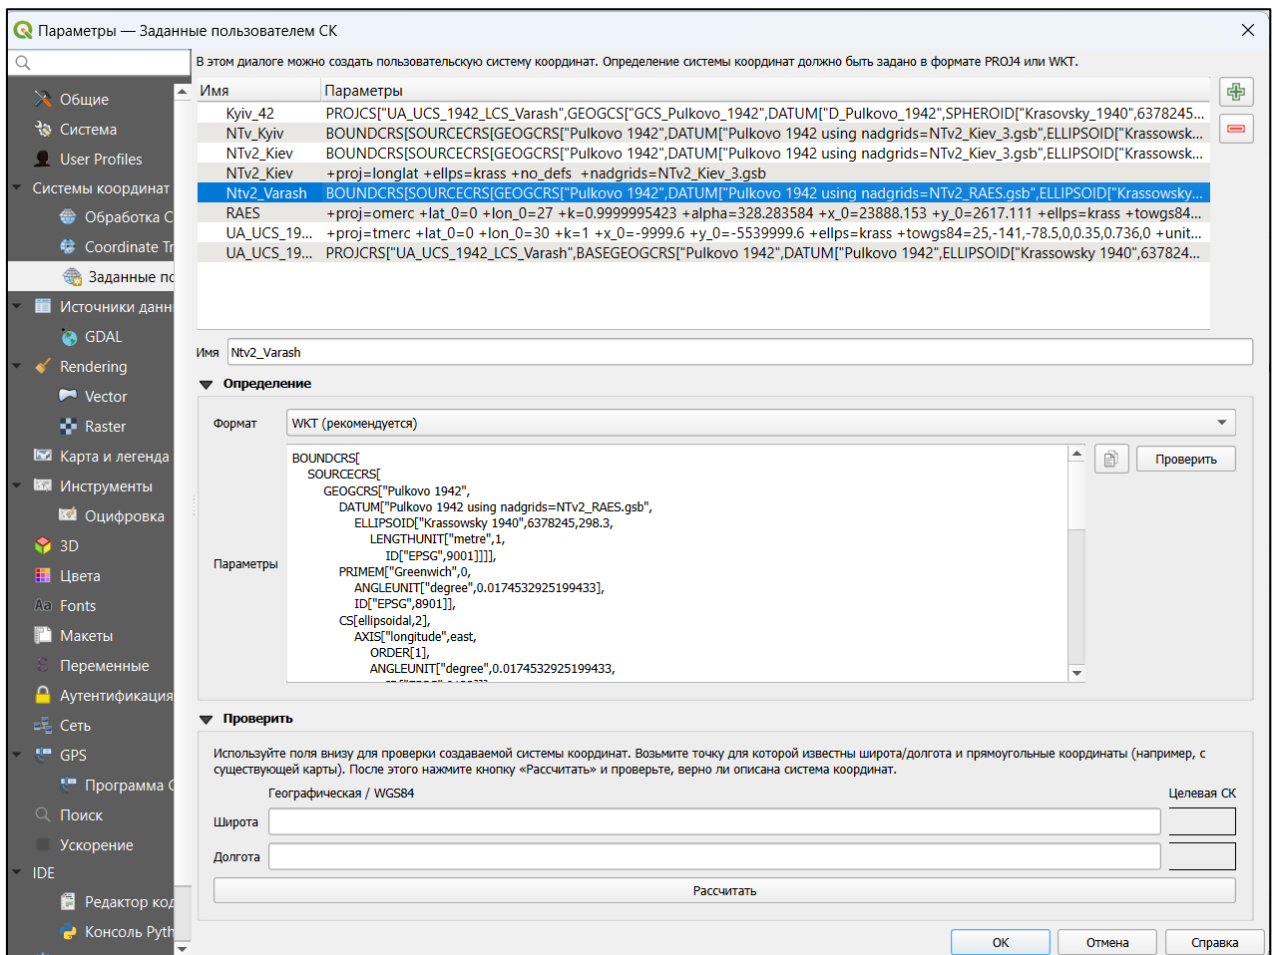 Параметры — Заданные пользователем СК
В этом диалоге можно создать пользовательскую систему координат. Определение системы координат должно быть задано в формате PROJ4 или WKT.
Общие
Система
User Profiles
Системы координат
Обработка С
Coordinate Tr
Заданные по
Источники данн
GDAL
Rendering
Vector
Raster
Карта и легенда
Инструменты
Оцифровка
3D
Цвета
Fonts
Макеты
Переменные
Аутентификация
Сеть
GPS
Программа G
Поиск
Ускорение
IDE
Редактор код
Консоль Pyth
Имя Параметры
Kyiv_42 PROJCS["UA_UCS_1942_LCS_Varash",GEOGCS["GCS_Pulkovo_1942",DATUM["D_Pulkovo_1942",SPHEROID["Krasovsky_1940",6378245...
NTv_Kyiv BOUNDCRS[SOURCECRS[GEOGCRS["Pulkovo 1942",DATUM["Pulkovo 1942 using nadgrids=NTv2_Kiev_3.gsb",ELLIPSOID["Krassowsk...
NTv2_Kiev BOUNDCRS[SOURCECRS[GEOGCRS["Pulkovo 1942",DATUM["Pulkovo 1942 using nadgrids=NTv2_Kiev_3.gsb",ELLIPSOID["Krassowsk...
NTv2_Kiev +proj=longlat +ellps=krass +no_defs +nadgrids=NTv2_Kiev_3.gsb
Ntv2_Varash BOUNDCRS[SOURCECRS[GEOGCRS["Pulkovo 1942",DATUM["Pulkovo 1942 using nadgrids=NTv2_RAES.gsb",ELLIPSOID["Krassowsky...
RAES +proj=omerc +lat_0=0 +lon_0=27 +k=0.9999995423 +alpha=328.283584 +x_0=23888.153 +y_0=2617.111 +ellps=krass +towgs84...
UA_UCS_19... +proj=tmerc +lat_0=0 +lon_0=30 +k=1 +x_0=-9999.6 +y_0=-5539999.6 +ellps=krass +towgs84=25,-141,-78.5,0,0.35,0.736,0 +unit...
UA_UCS_19... PROJCRS["UA_UCS_1942_LCS_Varash",BASEGEOGCRS["Pulkovo 1942",DATUM["Pulkovo 1942",ELLIPSOID["Krassowsky 1940",637824...
Имя Ntv2_Varash
Определение
Формат WKT (рекомендуется)
Параметры
BOUNDCRS[
SOURCECRS[
GEOGCRS["Pulkovo 1942",
DATUM["Pulkovo 1942 using nadgrids=NTv2_RAES.gsb",
ELLIPSOID["Krassowsky 1940",6378245,298.3,
LENGTHUNIT["metre",1,
ID["EPSG",9001]]]],
PRIMEM["Greenwich",0,
ANGLEUNIT["degree",0.0174532925199433],
ID["EPSG",8901]],
CS[ellipsoidal,2],
AXIS["longitude",east,
ORDER[1],
ANGLEUNIT["degree",0.0174532925199433,
Проверить
Проверить
Используйте поля внизу для проверки создаваемой системы координат. Возьмите точку для которой известны широта/долгота и прямоугольные координаты (например, с
существующей карты). После этого нажмите кнопку «Рассчитать» и проверьте, верно ли описана система координат.
Географическая / WGS84 Целевая СК
Широта
Долгота
Рассчитать
OK Отмена Справка